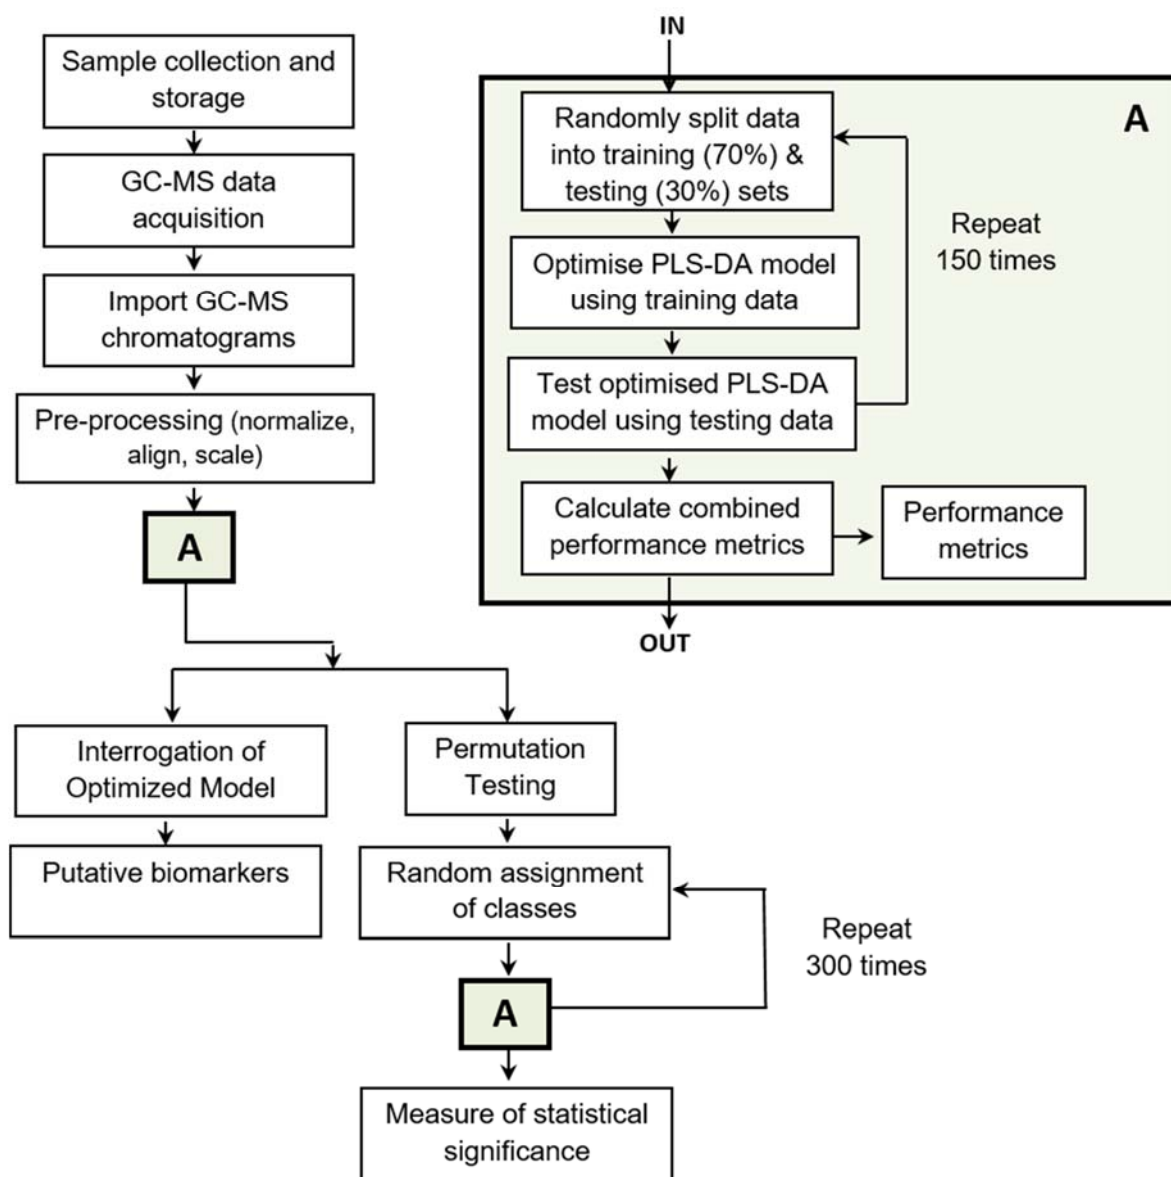 Sample collection and
storage
GC-MS data
acquisition
Import GC-MS
chromatograms
Pre-processing (normalize,
align, scale)
A
IN
A
Randomly split data
into training (70%) &
testing (30%) sets
Optimise PLS-DA model
using training data
Test optimised PLS-DA
model using testing data
Repeat
150 times
Calculate combined
performance metrics
Performance
metrics
OUT
Interrogation of
Optimized Model
Putative biomarkers
Permutation
Testing
Random assignment
of classes
Repeat
300 times
A
Measure of statistical
significance